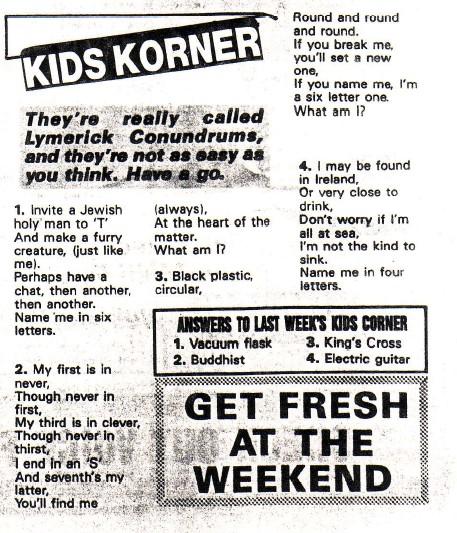 KIDS KORNER
They're really called
Lymerick Conundrums,
and they're not as easy as
you think. Have a go.
1. Invite a Jewish
holy man to 'T'
And make a furry
creature, (just like
me).
Perhaps have a
chat, then another,
then another.
Name me in six
letters.
2. My first is in
never,
Though never in
first,
My third is in clever,
Though never in
thirst,
I end in an 'S'
And seventh's my
latter,
You'll find me
(always),
At the heart of the
matter.
What am I?
3. Black plastic,
circular,
Round and round
and round.
If you break me,
you'll set a new
one,
If you name me, I'm
a six letter one.
What am I?
4. I may be found
in Ireland,
Or very close to
drink,
Don't worry if I'm
all at sea,
I'm not the kind to
sink.
Name me in four
letters.
ANSWERS TO LAST WEEK'S KIDS CORNER
1. Vacuum flask
2. Buddhist
3. King's Cross
4. Electric guitar
GET FRESH
AT THE
WEEKEND